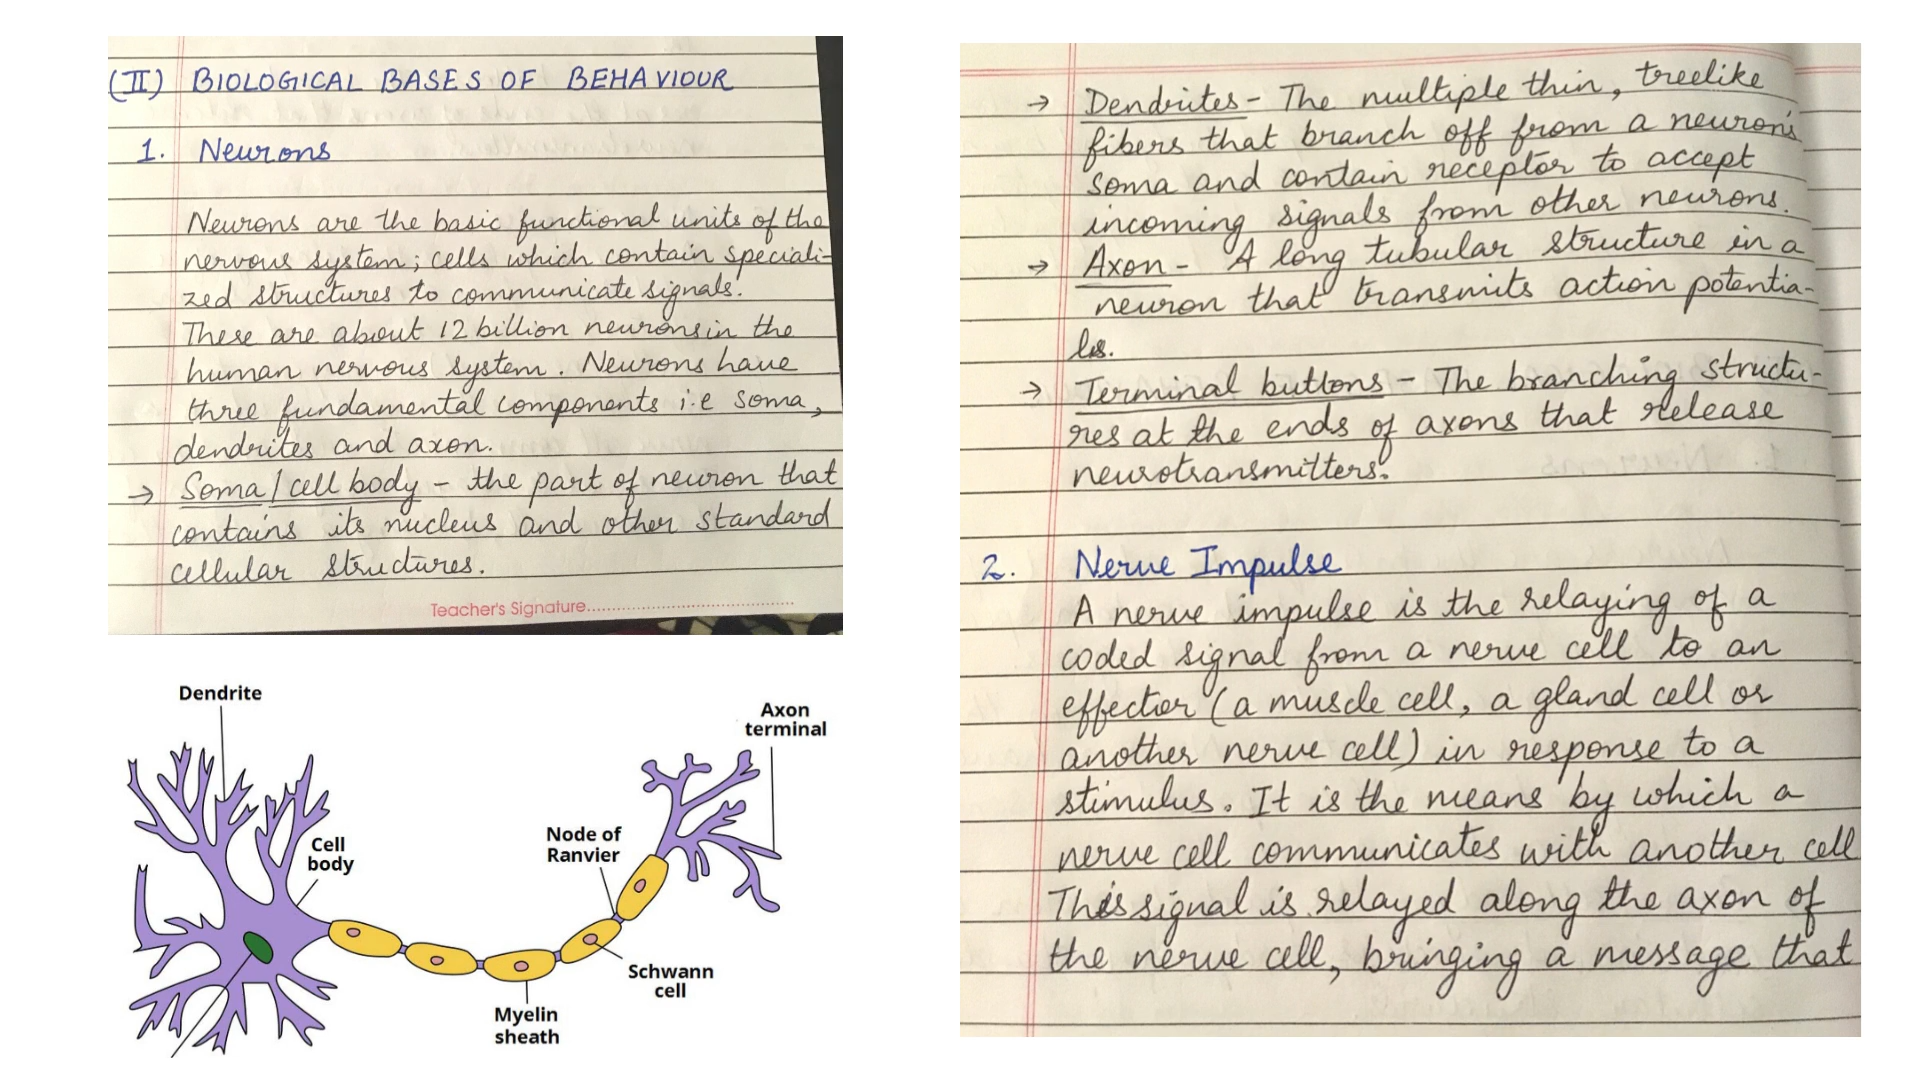 (II) BIOLOGICAL BASES OF BEHAVIOUR
1. Neurons
Neurons are the basic functional units of the
nervous system; cells which contain speciali-
zed structures to communicate signals.
These are about 12 billion neurons in the
human nervous system. Neurons have
three fundamental components i.e soma,
dendrites and axon.
→ Soma/cell body - the part of neuron that
contains its nucleus and other standard
cellular structures.
Teacher's Signature
Dendrite
Axon
terminal
Cell
body
Node of
Ranvier
Schwann
cell
Myelin
sheath
→ Dendrites - The multiple thin, treelike
fibers that branch off from a neuron's
soma and contain receptor to accept
incoming signals from other neurons.
→ Axon - A long tubular structure in a
neuron that transmits action potentia-
ls.
→ Terminal buttons - The branching structu-
res at the ends of axons that release
neurotransmitters.
2. Nerve Impulse
A nerve impulse is the relaying of a
coded signal from a nerve cell to an
effector (a muscle cell, a gland cell or
another nerve cell) in response to a
stimulus. It is the means by which a
nerve cell communicates with another cell
This signal is relayed along the axon of
the nerve cell, bringing a message that